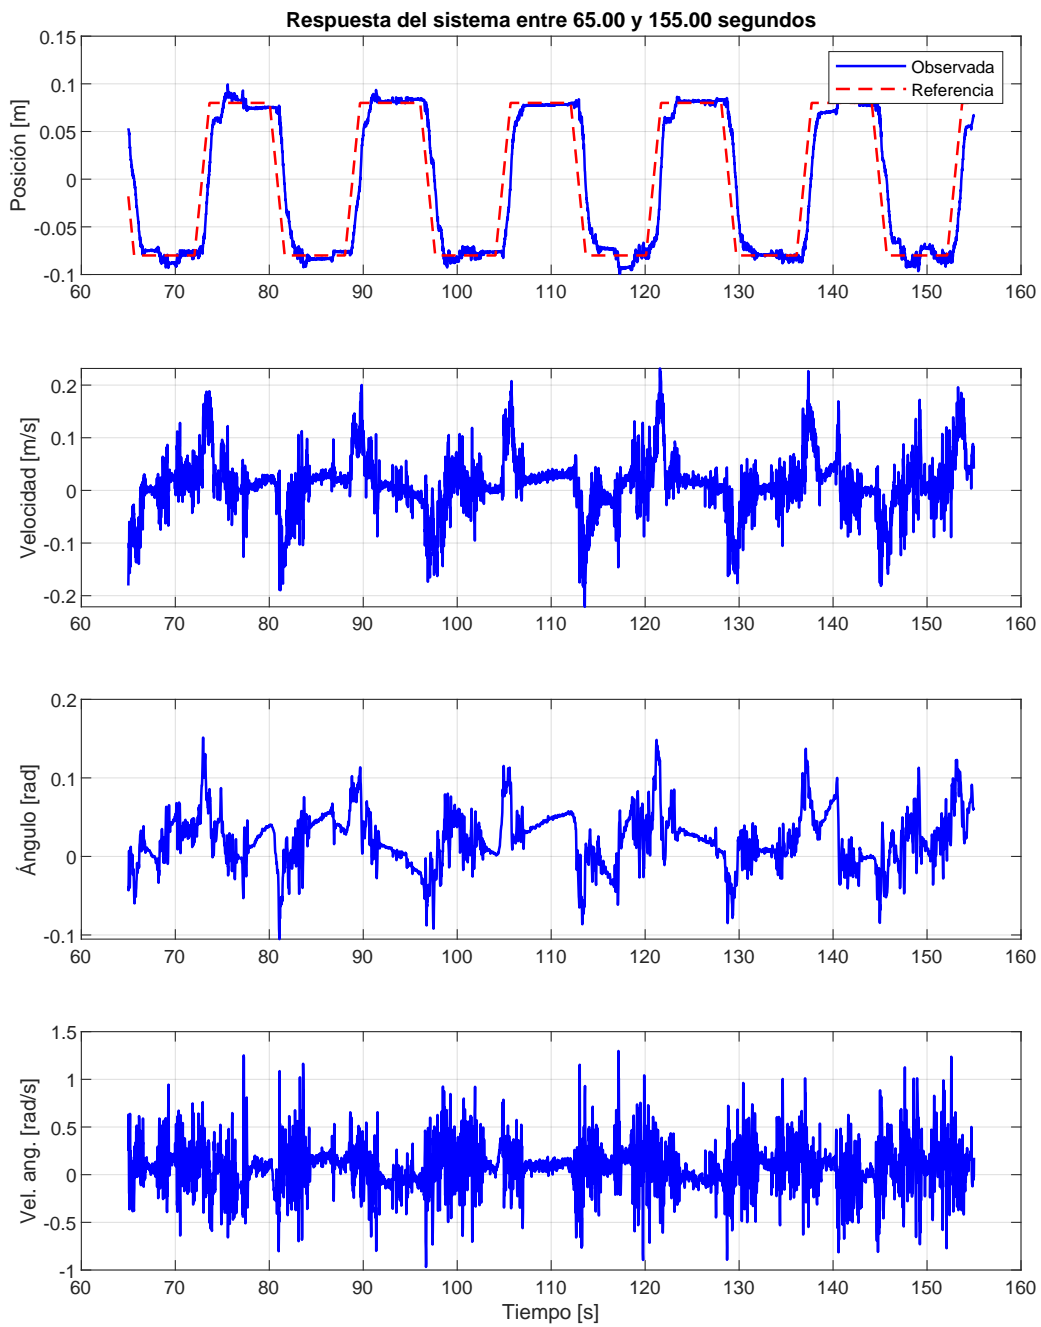 Respuesta del sistema entre 65.00 y 155.00 segundos
0.15
0.1
0.05
0
-0.05
-0.1
Posición [m]
Observada
Referencia
60 70 80 90 100 110 120 130 140 150 160
0.2
0.1
0
-0.1
-0.2
Velocidad [m/s]
60 70 80 90 100 110 120 130 140 150 160
0.2
0.1
0
-0.1
Ángulo [rad]
60 70 80 90 100 110 120 130 140 150 160
1.5
1
0.5
0
-0.5
-1
Vel. ang. [rad/s]
60 70 80 90 100 110 120 130 140 150 160
Tiempo [s]